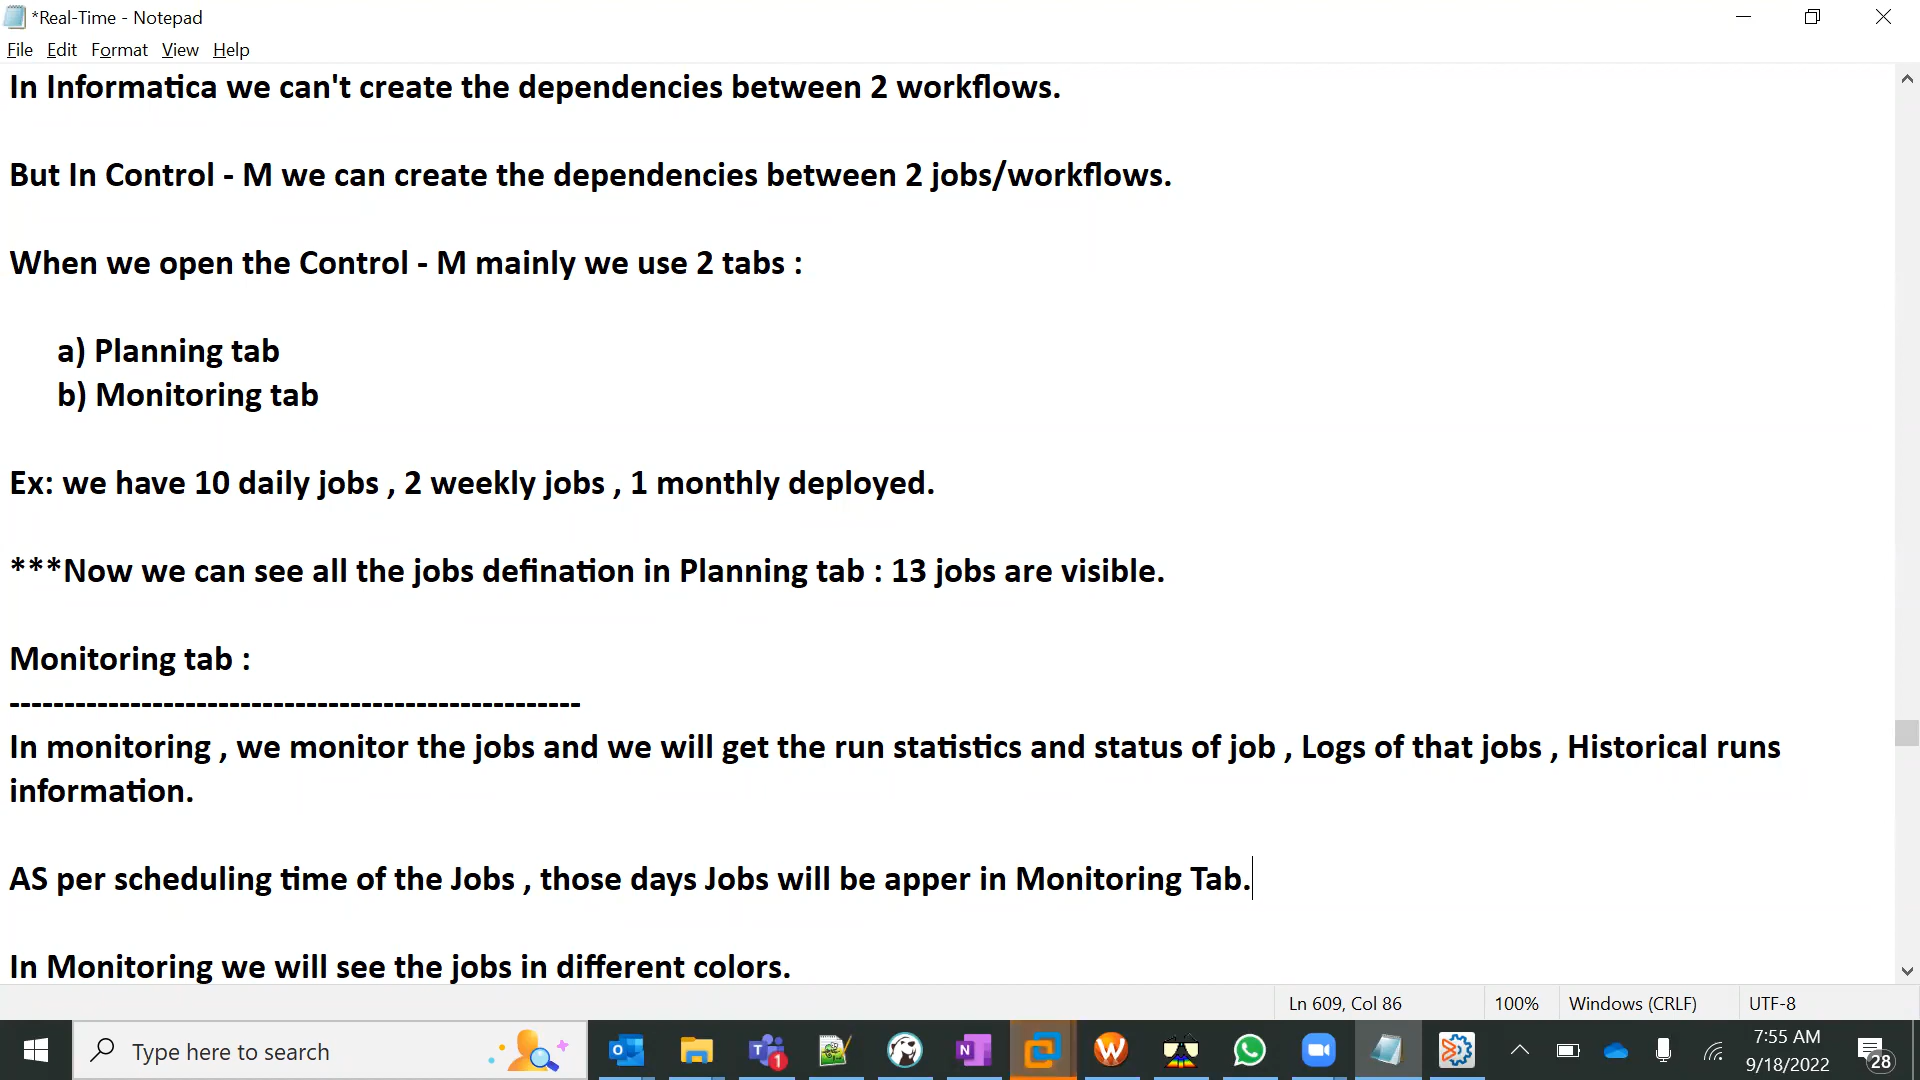 *Real-Time - Notepad
File Edit Format View Help
In Informatica we can't create the dependencies between 2 workflows.
But In Control - M we can create the dependencies between 2 jobs/workflows.
When we open the Control - M mainly we use 2 tabs :
a) Planning tab
b) Monitoring tab
Ex: we have 10 daily jobs , 2 weekly jobs , 1 monthly deployed.
***Now we can see all the jobs defination in Planning tab : 13 jobs are visible.
Monitoring tab :
----------------------------------------------------
In monitoring , we monitor the jobs and we will get the run statistics and status of job , Logs of that jobs , Historical runs
information.
AS per scheduling time of the Jobs , those days Jobs will be apper in Monitoring Tab.
In Monitoring we will see the jobs in different colors.
Ln 609, Col 86 100% Windows (CRLF) UTF-8
Type here to search
7:55 AM
9/18/2022
1
28